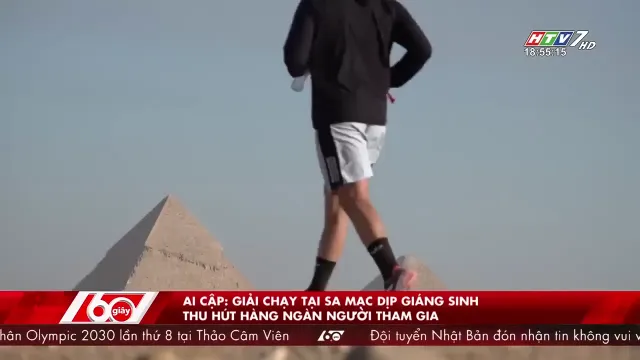 HTV7 HD
18:55:15
60 giây
AI CẬP: GIẢI CHẠY TẠI SA MẠC DỊP GIÁNG SINH
THU HÚT HÀNG NGÀN NGƯỜI THAM GIA
hân Olympic 2030 lần thứ 8 tại Thảo Cầm Viên 60 giây Đội tuyển Nhật Bản đón nhận tin không vui v